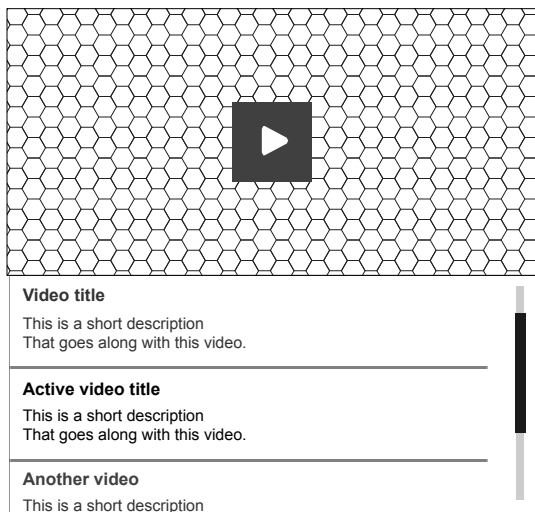 Video title
This is a short description
That goes along with this video.
Active video title
This is a short description
That goes along with this video.
Another video
This is a short description